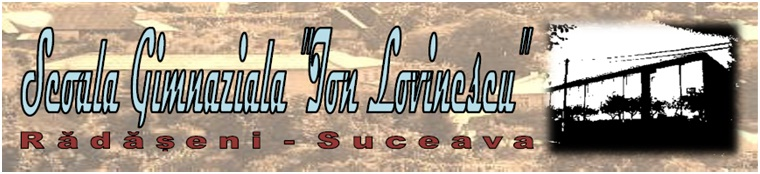 Scoala Gimnaziala "Ion Lovinescu"
Rădășeni - Suceava